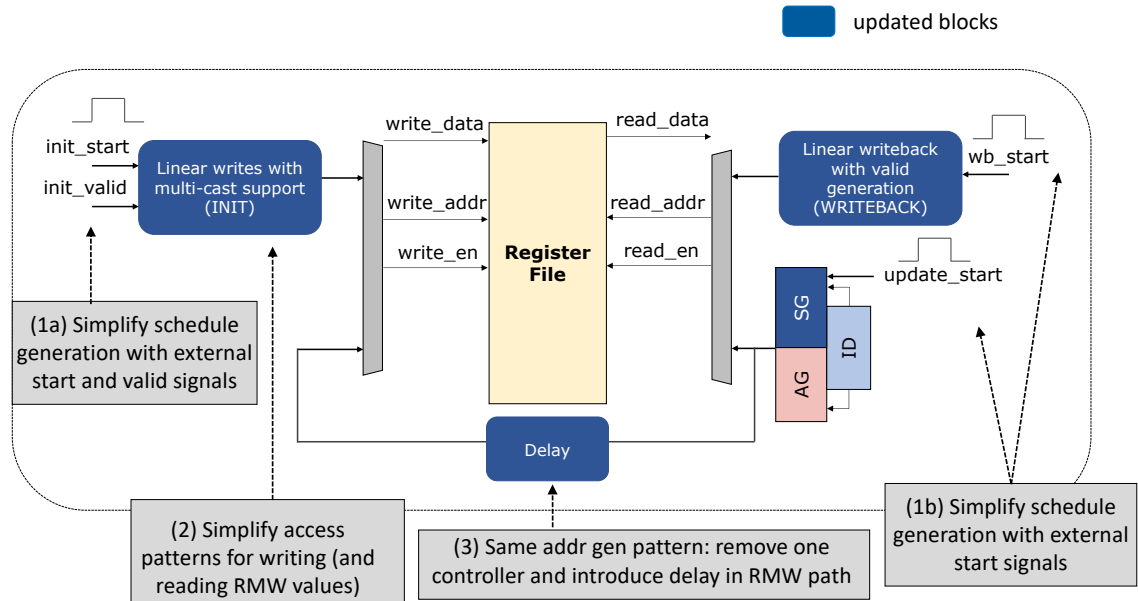 updated blocks
init_start
init_valid
Linear writes with
multi-cast support
(INIT)
write_data
write_addr
write_en
Register
File
read_data
read_addr
read_en
Linear writeback
with valid
generation
(WRITEBACK)
wb_start
update_start
SG
AG
ID
Delay
(1a) Simplify schedule
generation with external
start and valid signals
(2) Simplify access
patterns for writing (and
reading RMW values)
(3) Same addr gen pattern: remove one
controller and introduce delay in RMW path
(1b) Simplify schedule
generation with external
start signals